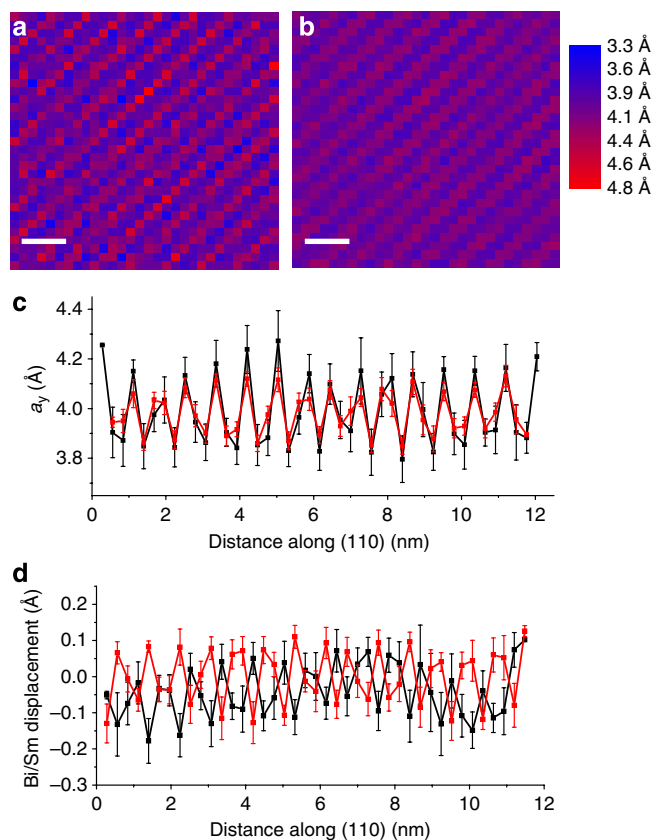 a
b
3.3 Å
3.6 Å
3.9 Å
4.1 Å
4.4 Å
4.6 Å
4.8 Å
c
4.4
4.2
4.0
3.8
a_y (Å)
0 2 4 6 8 10 12
Distance along (110) (nm)
d
0.2
0.1
0.0
–0.1
–0.2
–0.3
Bi/Sm displacement (Å)
0 2 4 6 8 10 12
Distance along (110) (nm)